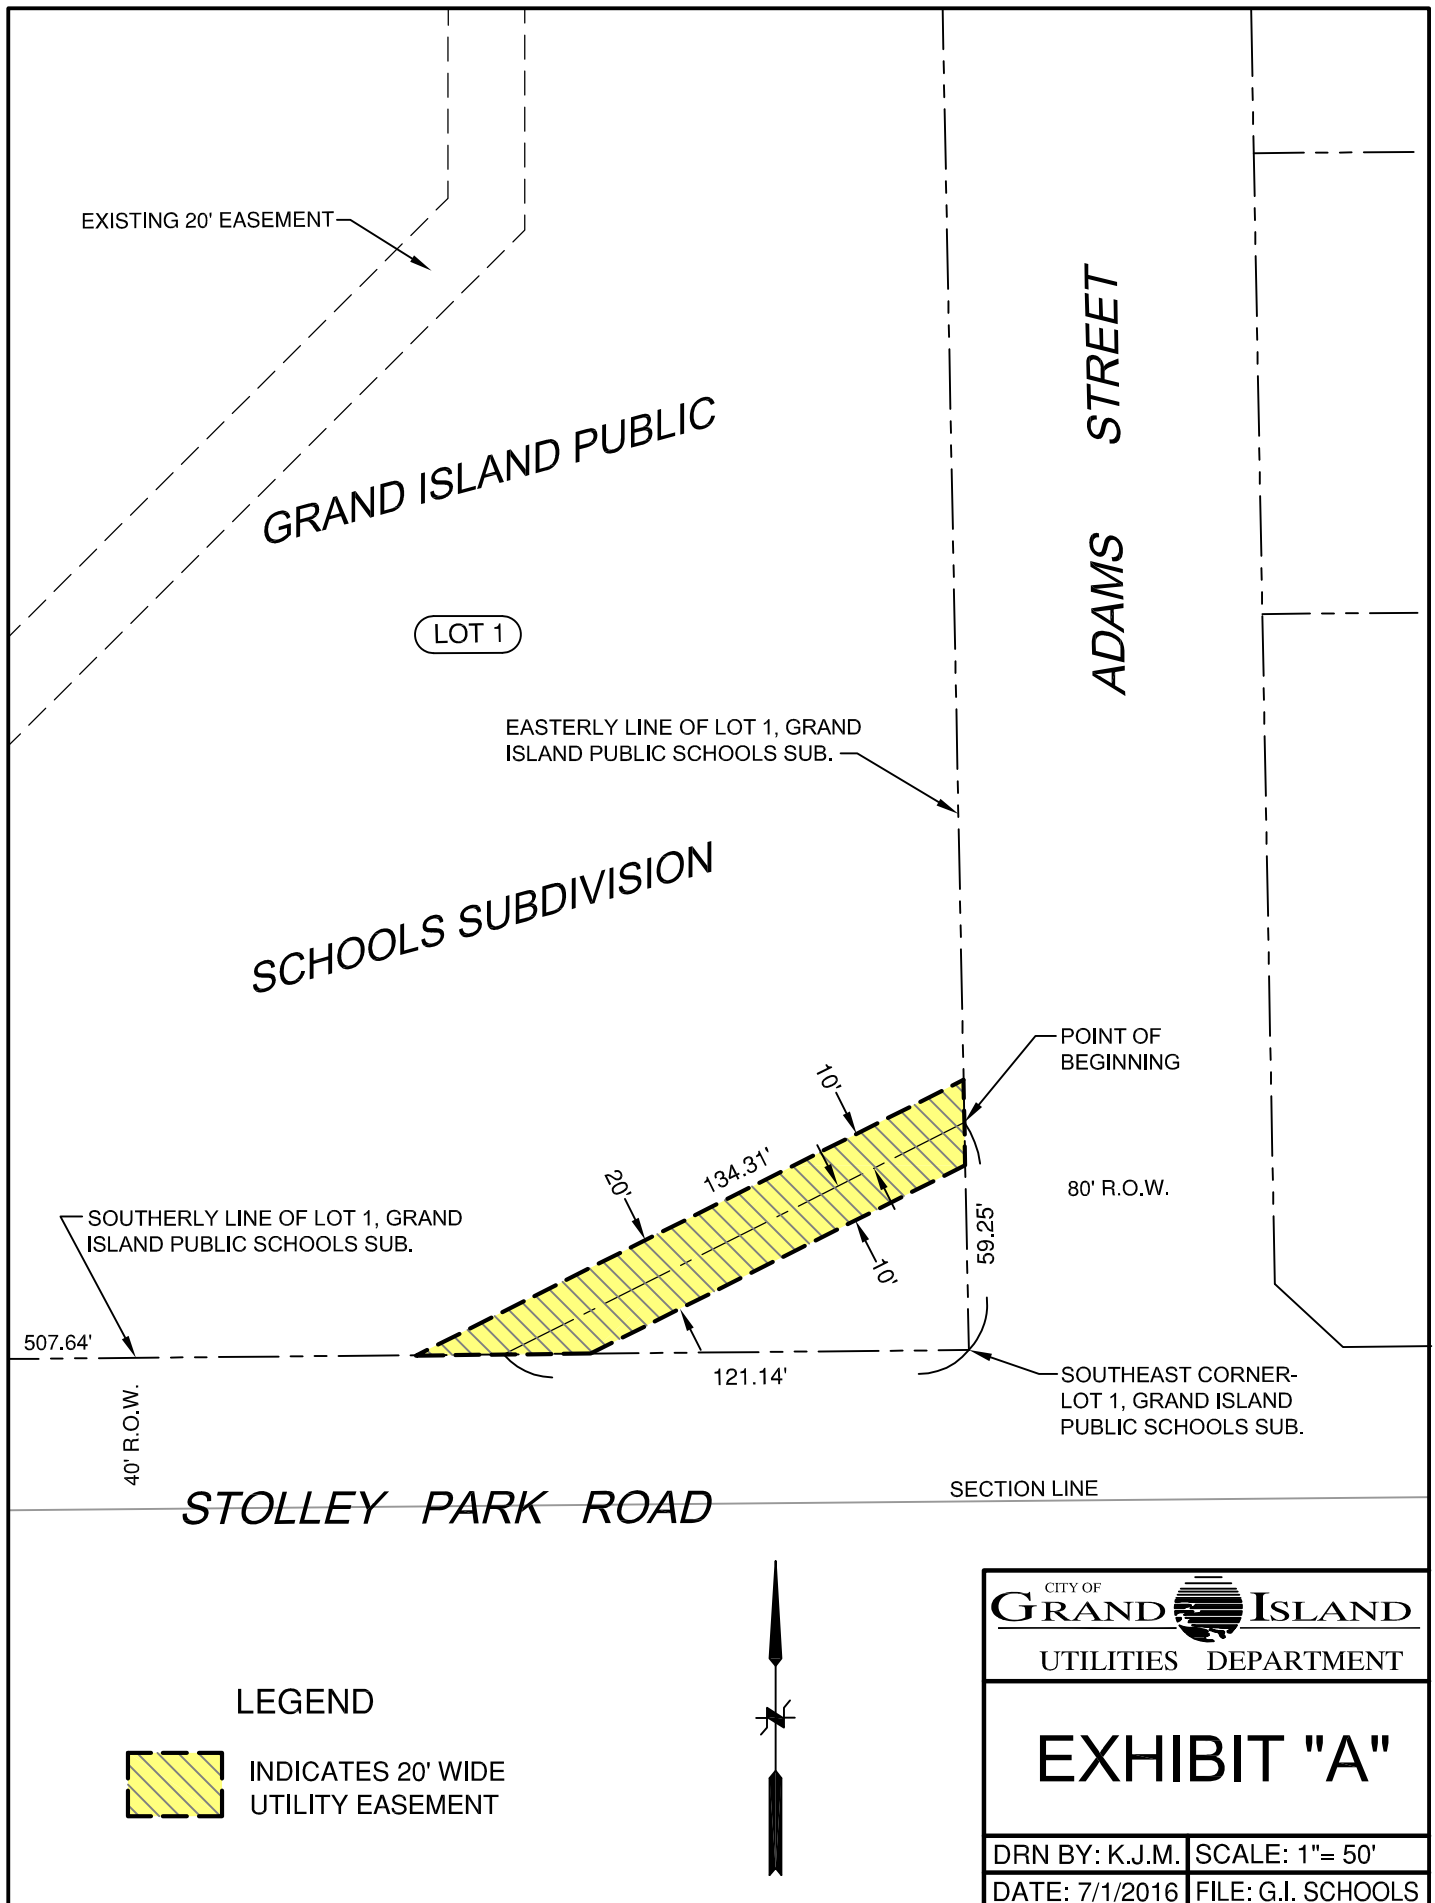 EXISTING 20' EASEMENT
GRAND ISLAND PUBLIC
ADAMS STREET
LOT 1
EASTERLY LINE OF LOT 1, GRAND
ISLAND PUBLIC SCHOOLS SUB.
SCHOOLS SUBDIVISION
POINT OF
BEGINNING
10'
134.31'
20'
80' R.O.W.
SOUTHERLY LINE OF LOT 1, GRAND
ISLAND PUBLIC SCHOOLS SUB.
59.25'
10'
507.64'
121.14'
SOUTHEAST CORNER-
LOT 1, GRAND ISLAND
PUBLIC SCHOOLS SUB.
40' R.O.W.
SECTION LINE
STOLLEY PARK ROAD
CITY OF
GRAND ISLAND
UTILITIES DEPARTMENT
LEGEND
INDICATES 20' WIDE
UTILITY EASEMENT
N
EXHIBIT "A"
DRN BY: K.J.M.
SCALE: 1"= 50'
DATE: 7/1/2016
FILE: G.I. SCHOOLS